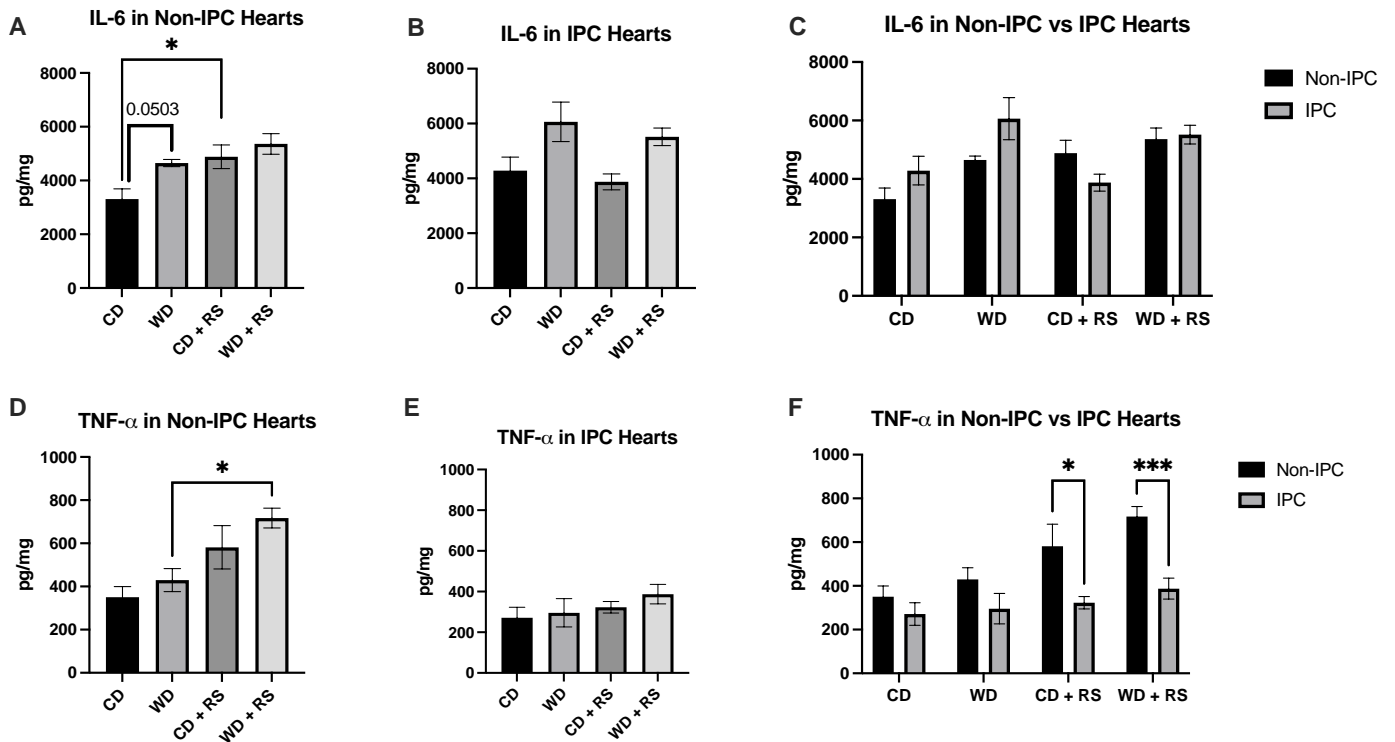 A
IL-6 in Non-IPC Hearts
*
0.0503
8000
6000
4000
2000
0
pg/mg
CD
WD
CD + RS
WD + RS
B
IL-6 in IPC Hearts
8000
6000
4000
2000
0
pg/mg
CD
WD
CD + RS
WD + RS
C
IL-6 in Non-IPC vs IPC Hearts
8000
6000
4000
2000
0
pg/mg
CD
WD
CD + RS
WD + RS
Non-IPC
IPC
D
TNF-α in Non-IPC Hearts
*
1000
800
600
400
200
0
pg/mg
CD
WD
CD + RS
WD + RS
E
TNF-α in IPC Hearts
1000
800
600
400
200
0
pg/mg
CD
WD
CD + RS
WD + RS
F
TNF-α in Non-IPC vs IPC Hearts
*
***
1000
800
600
400
200
0
pg/mg
CD
WD
CD + RS
WD + RS
Non-IPC
IPC